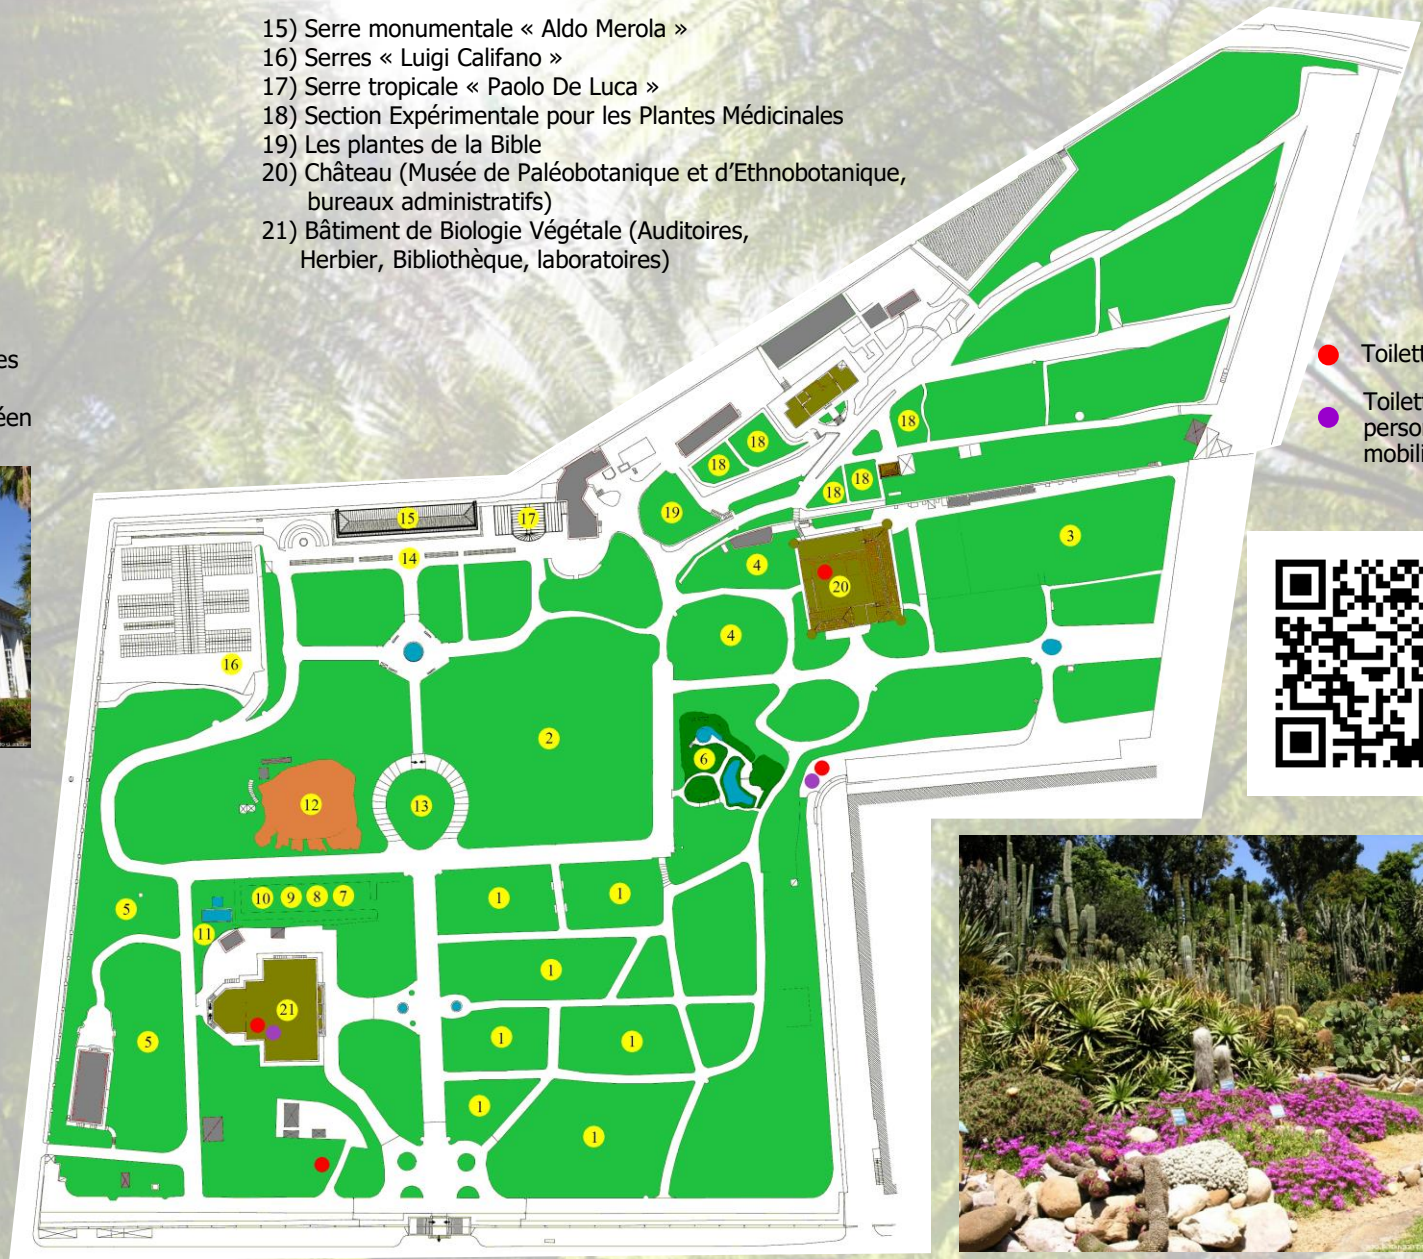 15) Serre monumentale « Aldo Merola »
16) Serres « Luigi Califano »
17) Serre tropicale « Paolo De Luca »
18) Section Expérimentale pour les Plantes Médicinales
19) Les plantes de la Bible
20) Château (Musée de Paléobotanique et d'Ethnobotanique,
bureaux administratifs)
21) Bâtiment de Biologie Végétale (Auditoires,
Herbier, Bibliothèque, laboratoires)
es
éen
Toilett
Toilett
perso
mobili
18
18
18
18
18
19
15
17
14
3
4
20
4
16
2
6
12
13
10
9
8
7
1
1
5
11
1
21
1
1
5
1
1